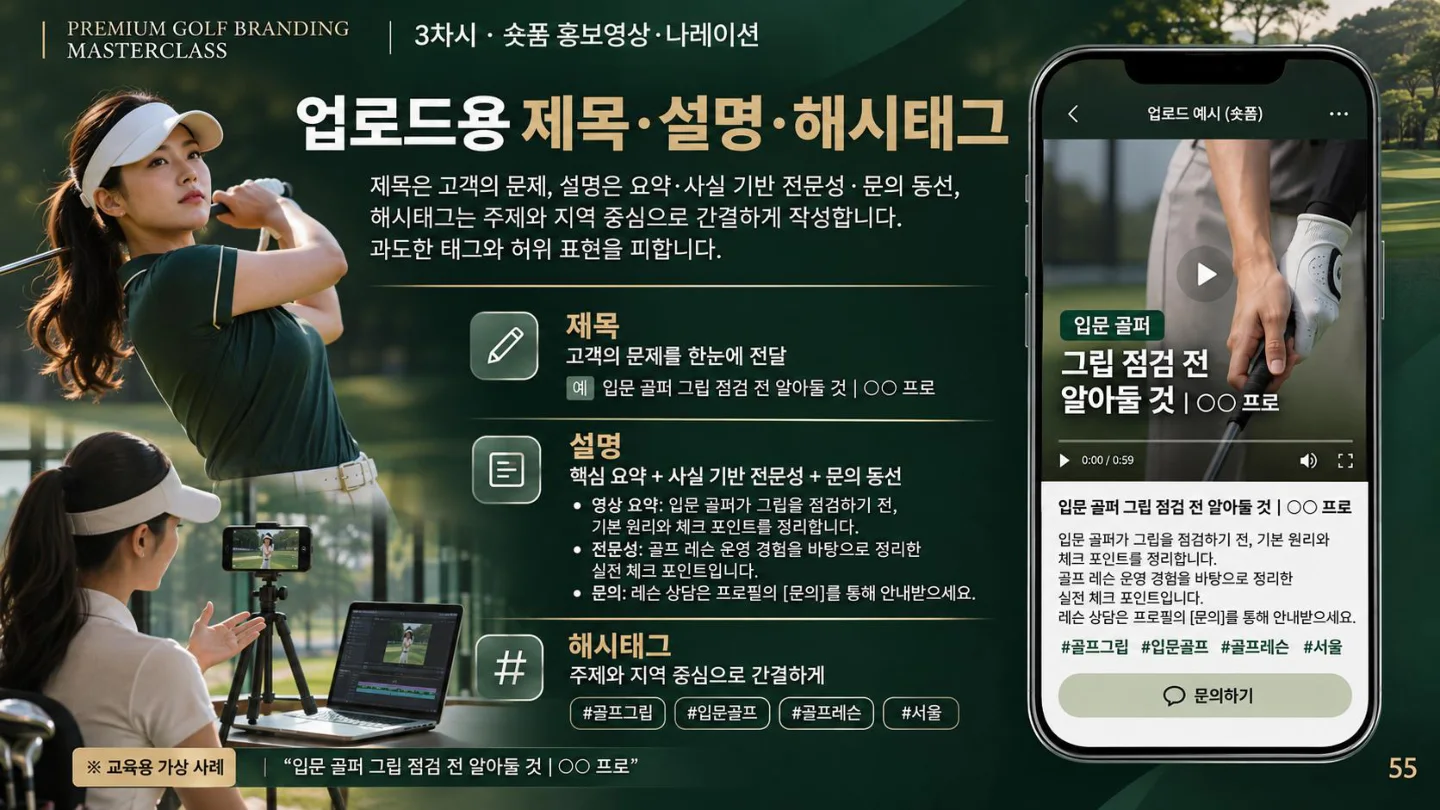 PREMIUM GOLF BRANDING
MASTERCLASS
3차시 · 숏폼 홍보영상·나레이션
업로드용 제목·설명·해시태그
제목은 고객의 문제, 설명은 요약·사실 기반 전문성·문의 동선,
해시태그는 주제와 지역 중심으로 간결하게 작성합니다.
과도한 태그와 허위 표현을 피합니다.
제목
고객의 문제를 한눈에 전달
예 입문 골퍼 그립 점검 전 알아둘 것 | ○○ 프로
설명
핵심 요약 + 사실 기반 전문성 + 문의 동선
• 영상 요약: 입문 골퍼가 그립을 점검하기 전,
기본 원리와 체크 포인트를 정리합니다.
• 전문성: 골프 레슨 운영 경험을 바탕으로 정리한
실전 체크 포인트입니다.
• 문의: 레슨 상담은 프로필의 [문의]를 통해 안내받으세요.
#
해시태그
주제와 지역 중심으로 간결하게
#골프그립 #입문골프 #골프레슨 #서울
※ 교육용 가상 사례 | “입문 골퍼 그립 점검 전 알아둘 것 | ○○ 프로”
업로드 예시 (숏폼)
입문 골퍼
그립 점검 전
알아둘 것 | ○○ 프로
0:00 / 0:59
입문 골퍼 그립 점검 전 알아둘 것 | ○○ 프로
입문 골퍼가 그립을 점검하기 전, 기본 원리와
체크 포인트를 정리합니다.
골프 레슨 운영 경험을 바탕으로 정리한
실전 체크 포인트입니다.
레슨 상담은 프로필의 [문의]를 통해 안내받으세요.
#골프그립 #입문골프 #골프레슨 #서울
문의하기
55